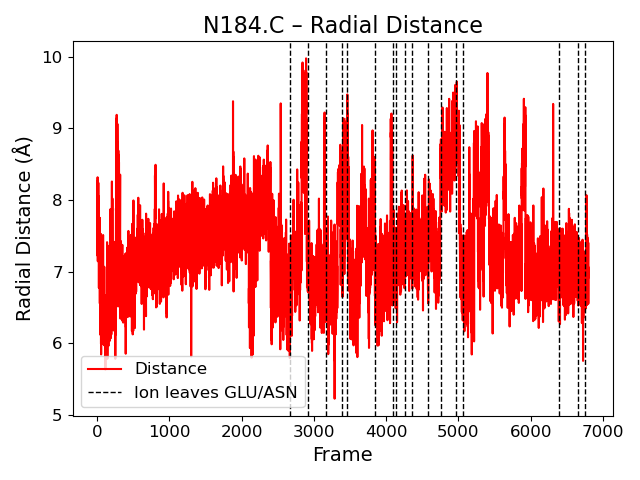 N184.C – Radial Distance
Radial Distance (Å)
10
9
8
7
6
5
Distance
Ion leaves GLU/ASN
0 1000 2000 3000 4000 5000 6000 7000
Frame